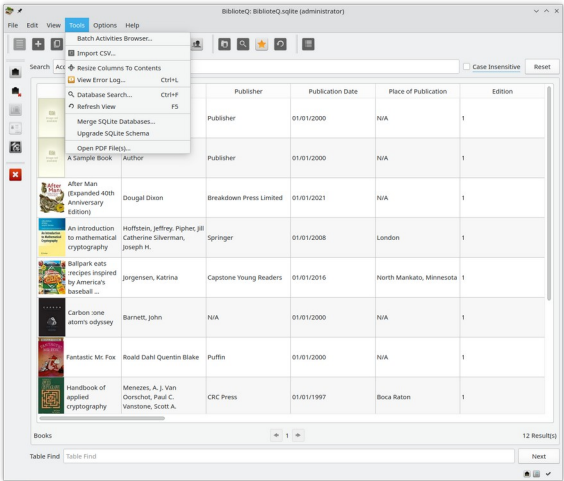 BiblioteQ: BiblioteQ.sqlite (administrator)
File Edit View Tools Options Help
Batch Activities Browser...
Import CSV...
Resize Columns To Contents
View Error Log... Ctrl+L
Database Search... Ctrl+F
Refresh View F5
Merge SQLite Databases...
Upgrade SQLite Schema
Open PDF File(s)...
Search Acc
Case Insensitive Reset
Publisher Publication Date Place of Publication Edition
Publisher 01/01/2000 N/A 1
A Sample Book Author Publisher 01/01/2000 N/A 1
After Man
(Expanded 40th
Anniversary
Edition)
Dougal Dixon Breakdown Press Limited 01/01/2021 N/A 1
An introduction
to mathematical
cryptography
Hoffstein, Jeffrey. Pipher, Jill
Catherine Silverman,
Joseph H.
Springer 01/01/2008 London 1
Ballpark eats
:recipes inspired
by America's
baseball ...
Jorgensen, Katrina Capstone Young Readers 01/01/2016 North Mankato, Minnesota 1
Carbon :one
atom's odyssey
Barnett, John N/A 01/01/2000 N/A 1
Fantastic Mr. Fox Roald Dahl Quentin Blake Puffin 01/01/2000 N/A 1
Handbook of
applied
cryptography
Menezes, A. J. Van
Oorschot, Paul C.
Vanstone, Scott A.
CRC Press 01/01/1997 Boca Raton 1
Books 1 12 Result(s)
Table Find Table Find Next